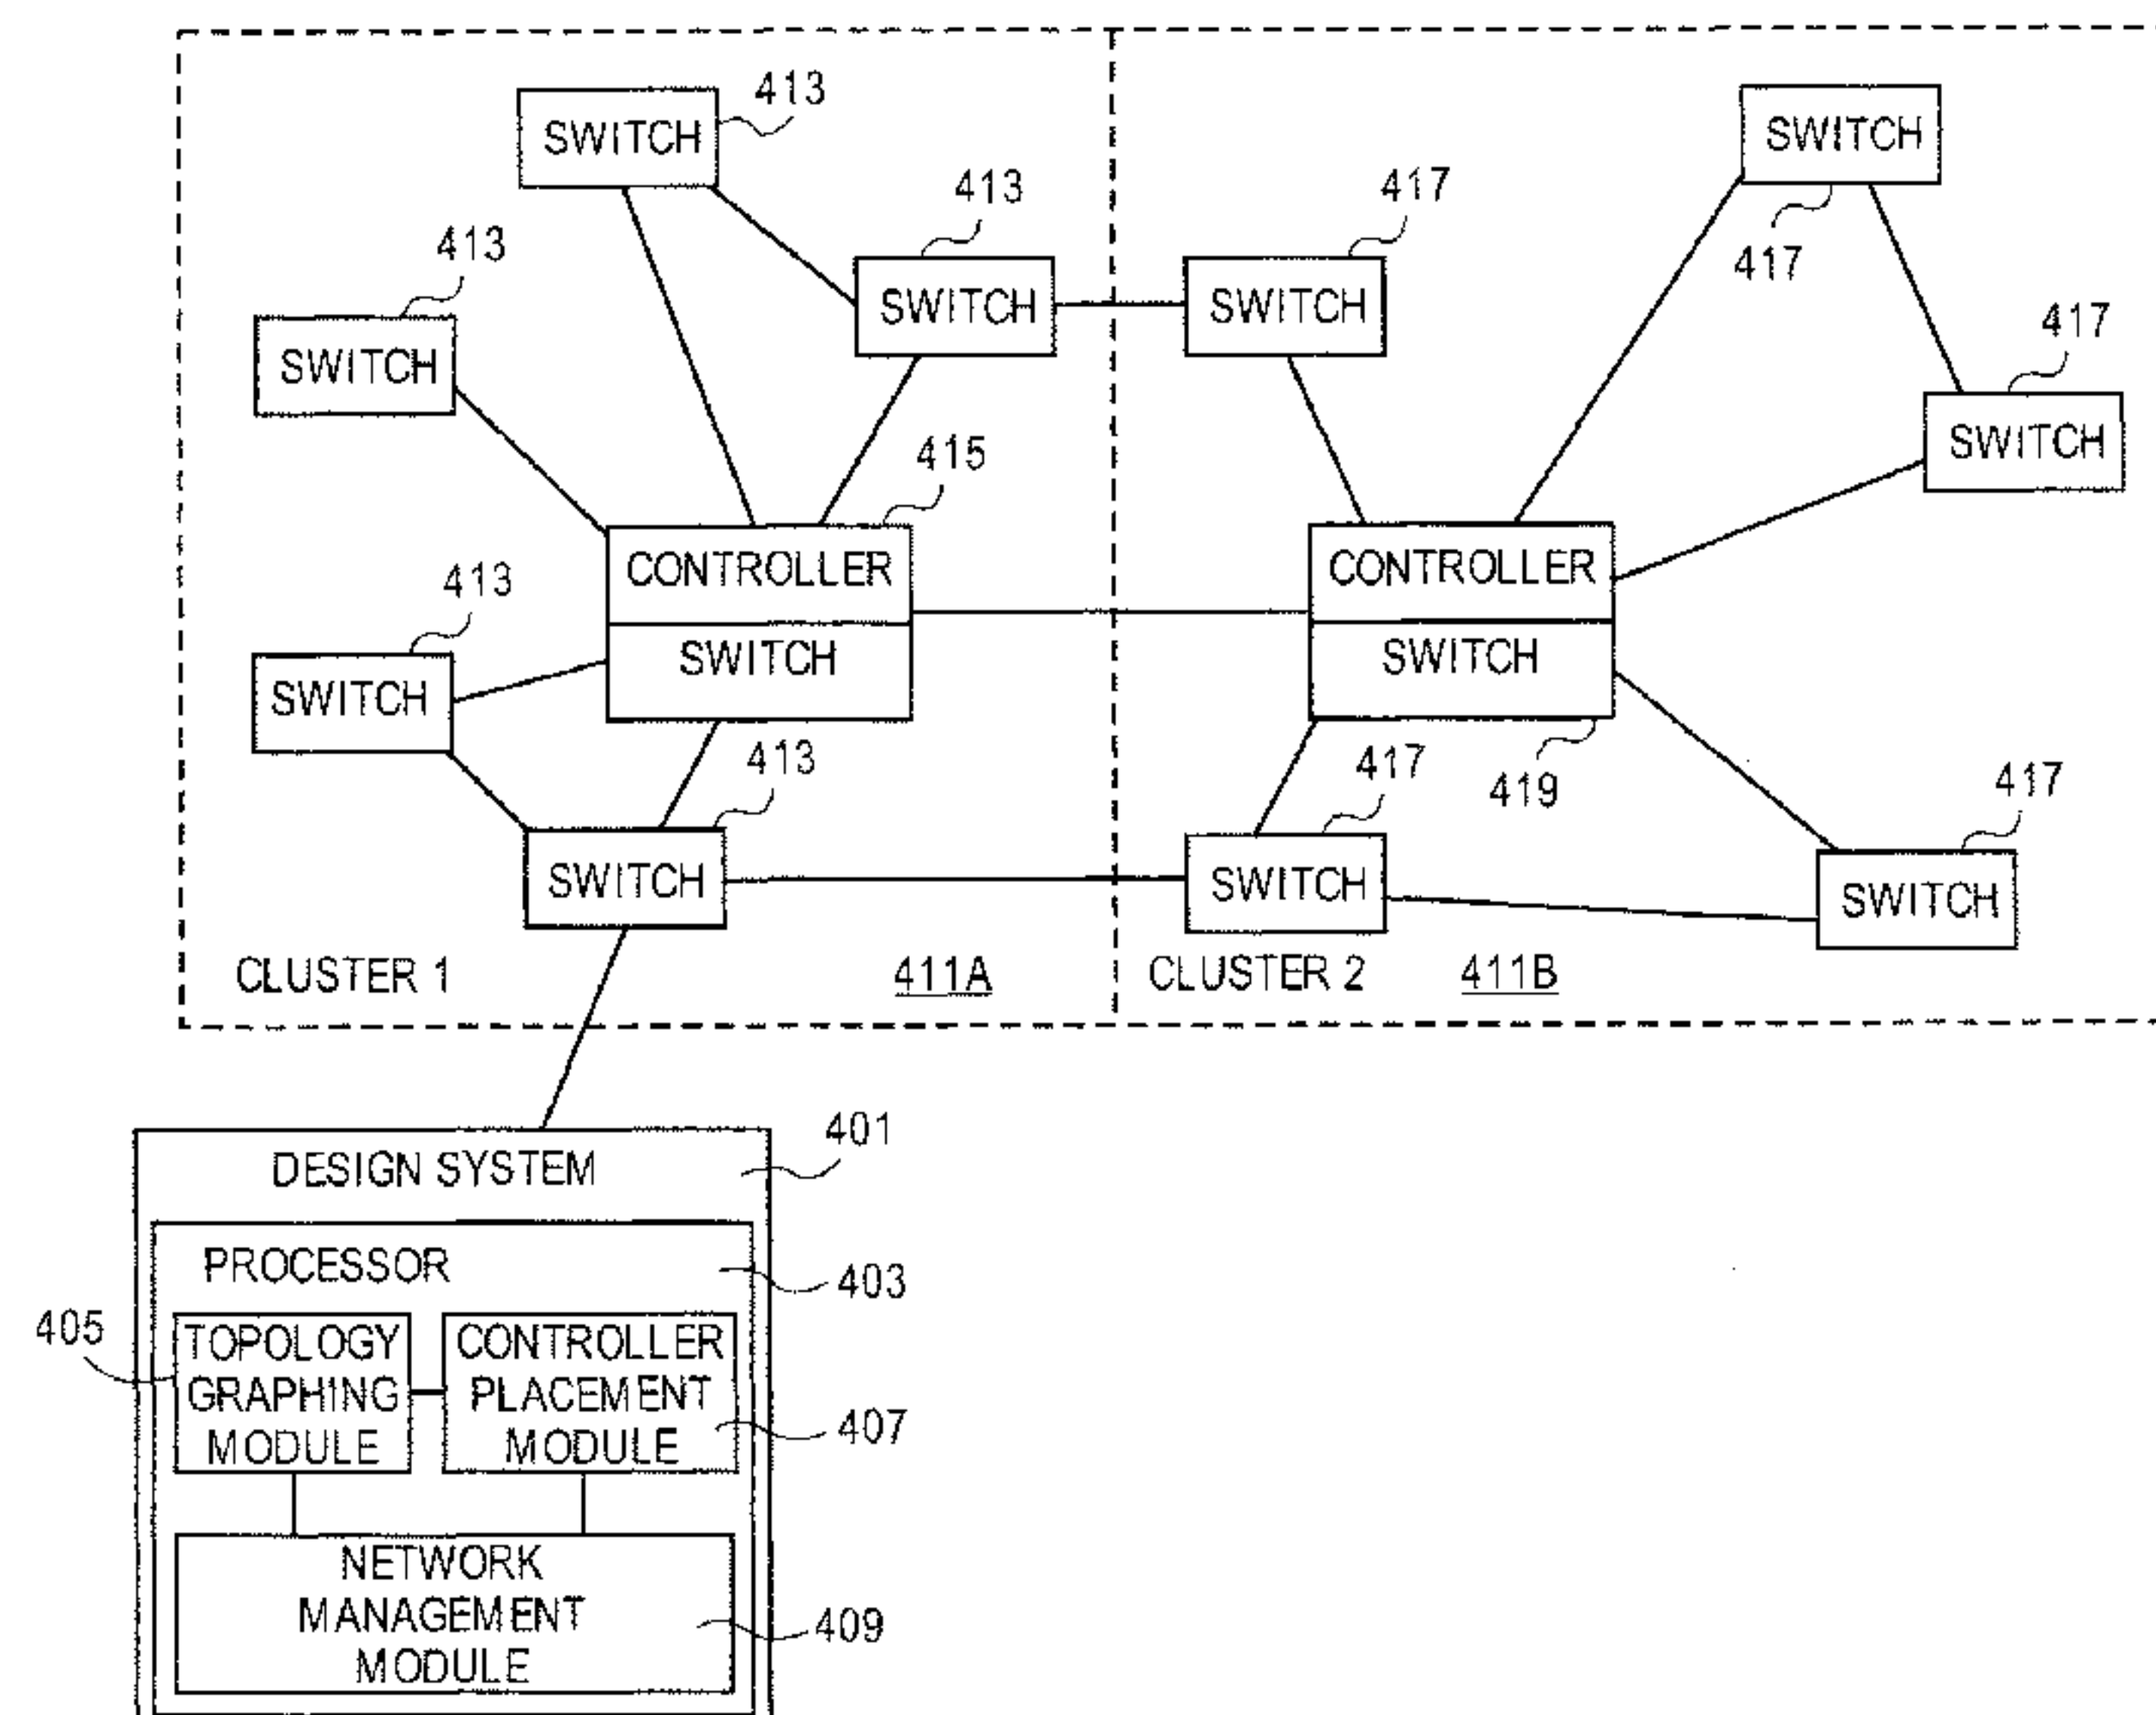 413
SWITCH
SWITCH
413
417
417
SWITCH
413
SWITCH
SWITCH
417
SWITCH
SWITCH
415
413
CONTROLLER
SWITCH
CONTROLLER
SWITCH
SWITCH
413
417
419
417
SWITCH
SWITCH
SWITCH
CLUSTER 1
411A
CLUSTER 2
411B
401
DESIGN SYSTEM
PROCESSOR
403
405
TOPOLOGY
GRAPHING
MODULE
CONTROLLER
PLACEMENT
MODULE
407
NETWORK
MANAGEMENT
MODULE
409